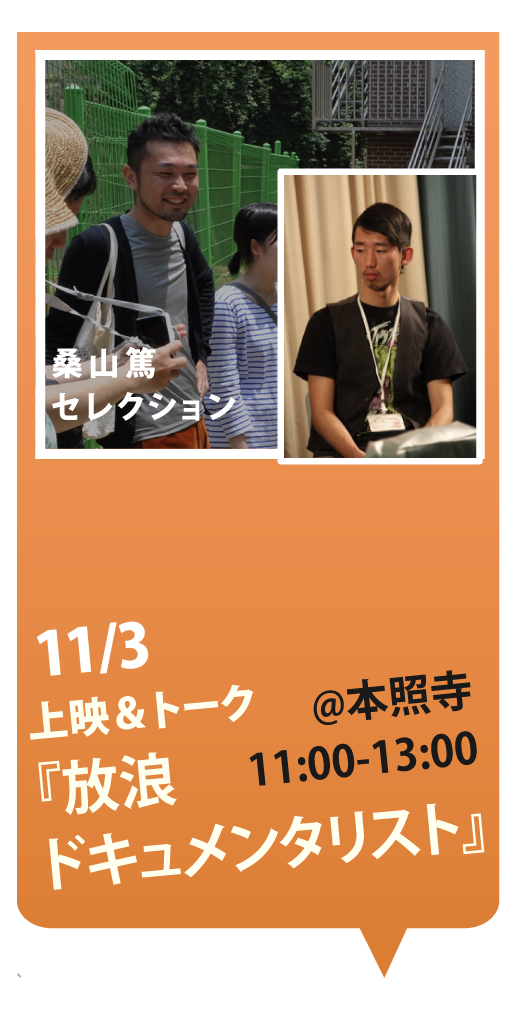 桑山篤
セレクション
11/3
上映＆トーク
@本照寺
11:00-13:00
『放浪
ドキュメンタリスト』
、